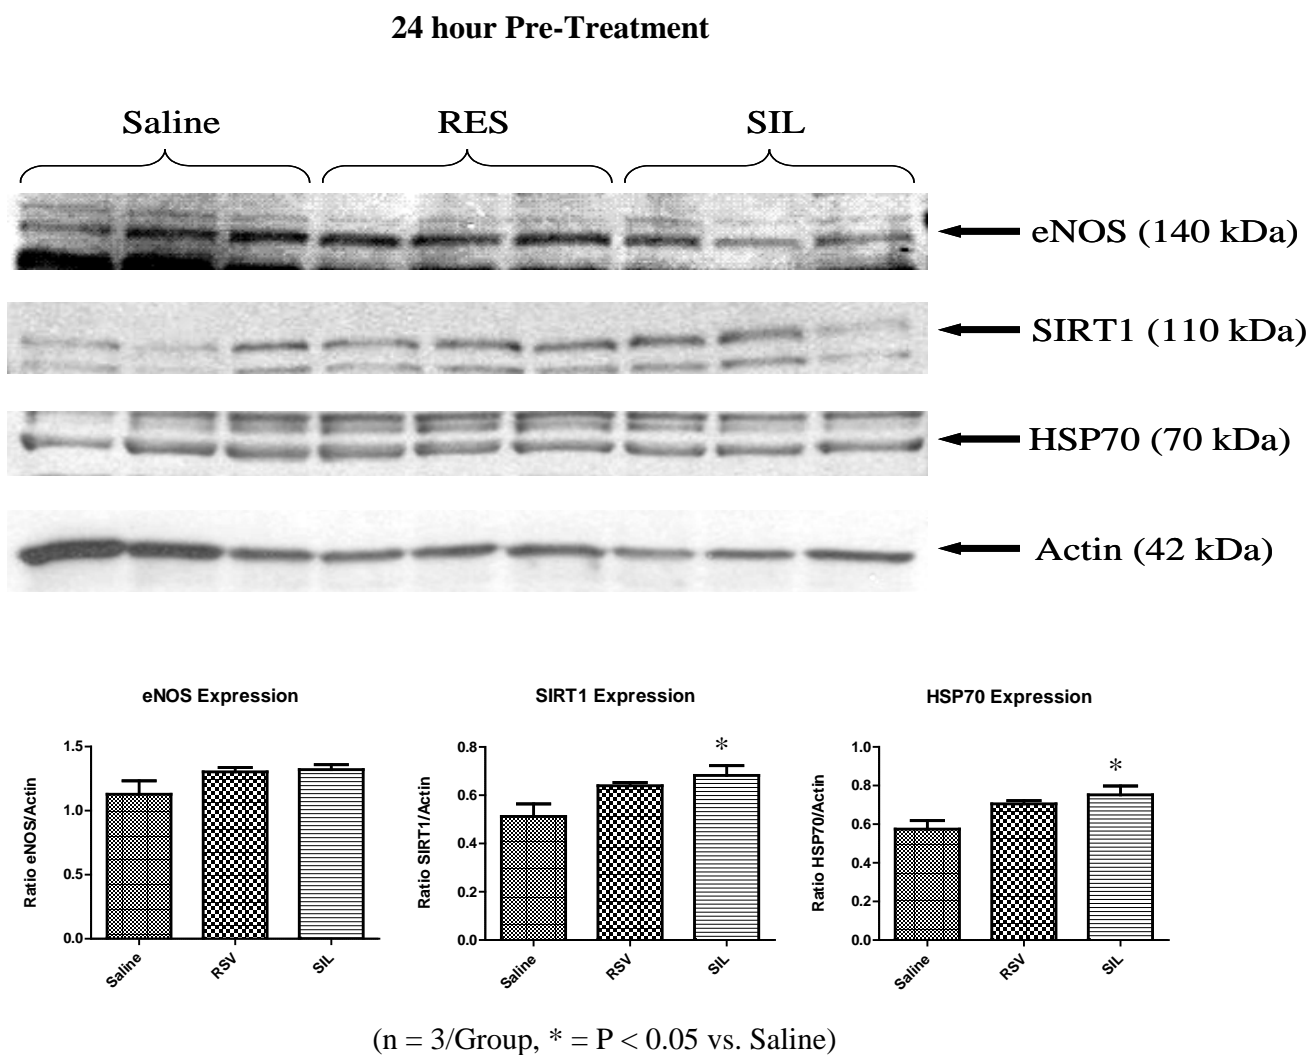 24 hour Pre-Treatment
Saline RES SIL
eNOS (140 kDa)
SIRT1 (110 kDa)
HSP70 (70 kDa)
Actin (42 kDa)
eNOS Expression
Ratio eNOS/Actin
1.5
1.0
0.5
0.0
Saline RSV SIL
SIRT1 Expression
Ratio SIRT1/Actin
0.8
0.6
0.4
0.2
0.0
*
Saline RSV SIL
HSP70 Expression
Ratio HSP70/Actin
1.0
0.8
0.6
0.4
0.2
0.0
*
Saline RSV SIL
(n = 3/Group, * = P < 0.05 vs. Saline)